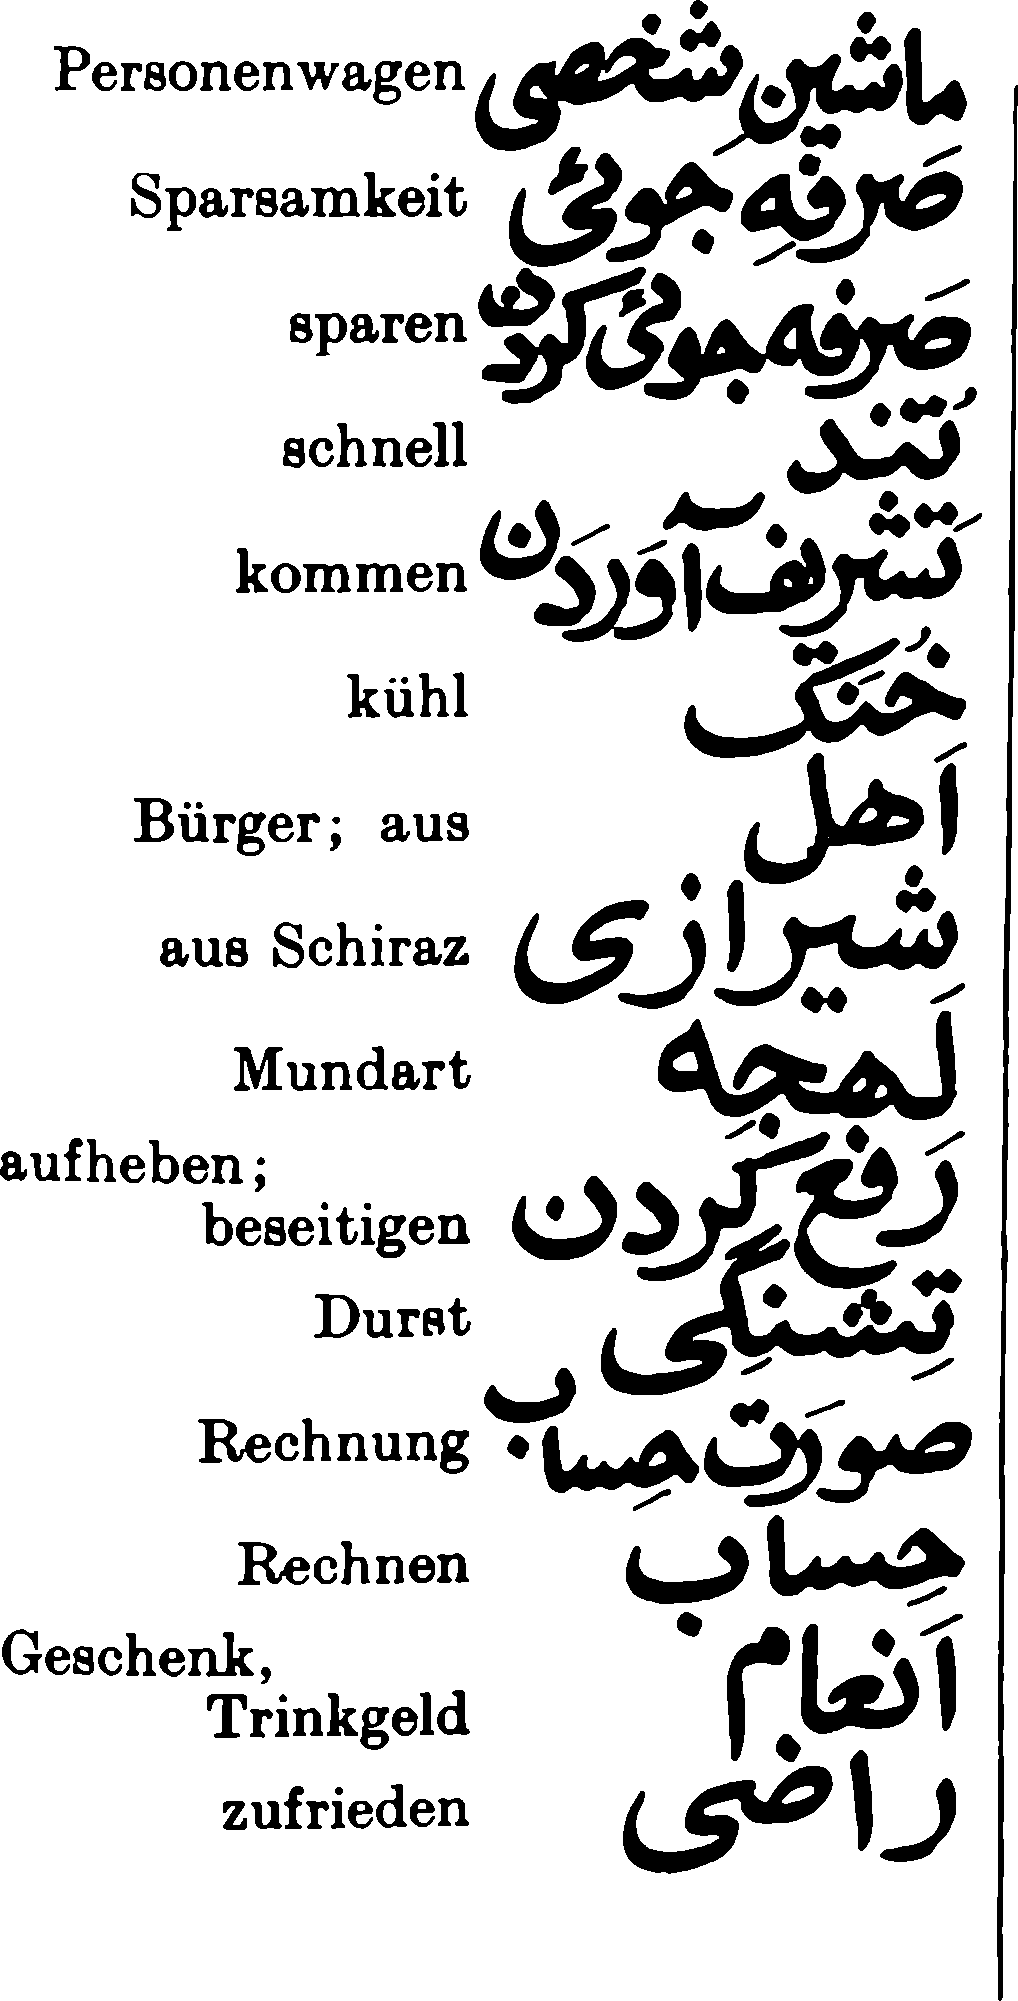 Personenwagen ماشینِ شخصی
Sparsamkeit صَرفهِ جوئی
sparen صَرفه جوئی کردن
schnell تُند
kommen تَشریف آوَردَن
kühl خُنَک
Bürger; aus اَهل
aus Schiraz شیرازی
Mundart لَهجِه
aufheben;
beseitigen رَفع کَردن
Durst تِشنِگی
Rechnung صورَت حِساب
Rechnen حِساب
Geschenk,
Trinkgeld اَنعام
zufrieden راضی